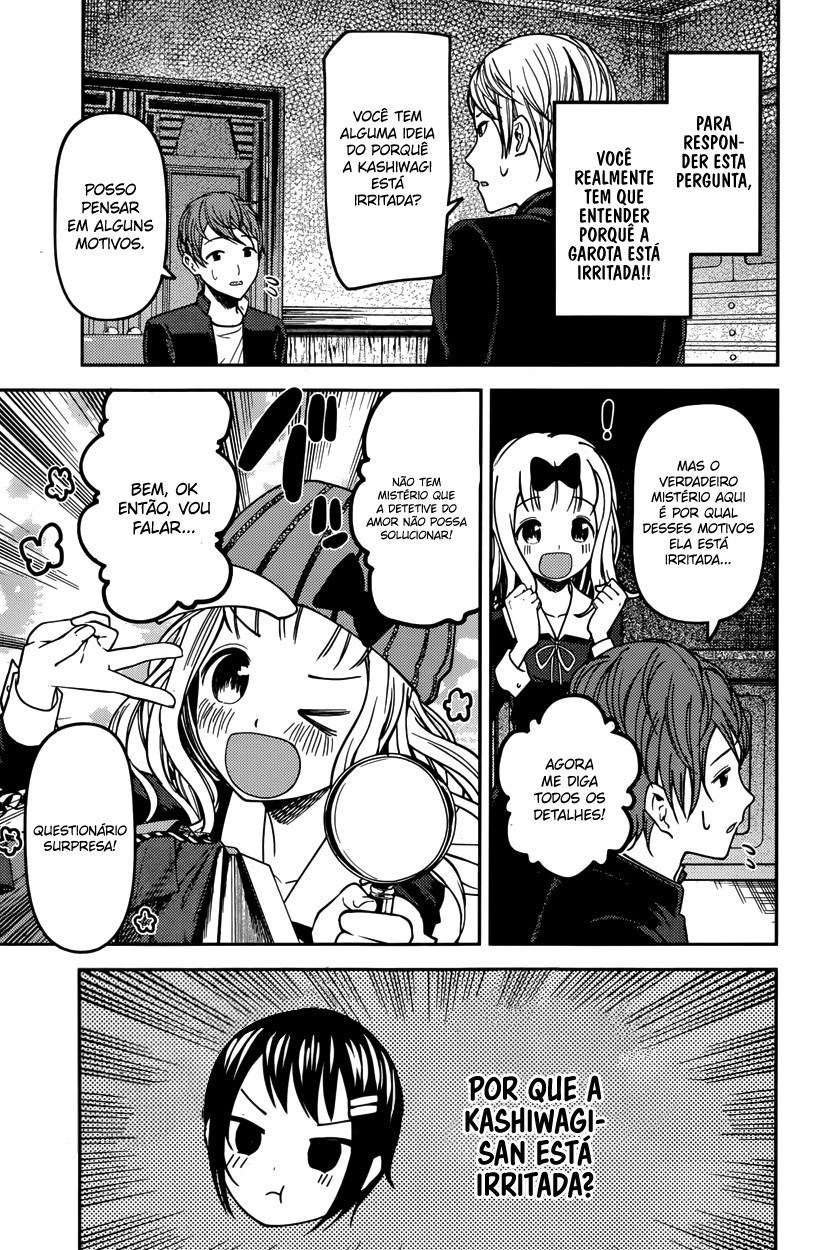 PARA
RESPON-
DER ESTA
PERGUNTA,
VOCÊ
REALMENTE
TEM QUE
ENTENDER
PORQUÊ A
GAROTA ESTÁ
IRRITADA!!
VOCÊ TEM
ALGUMA IDEIA
DO PORQUÊ
A KASHIWAGI
ESTÁ
IRRITADA?
POSSO
PENSAR
EM ALGUNS
MOTIVOS.
!
MAS O
VERDADEIRO
MISTÉRIO AQUI
É POR QUAL
DESSES MOTIVOS
ELA ESTÁ
IRRITADA...
AGORA
ME DIGA
TODOS OS
DETALHES!
NÃO TEM
MISTÉRIO QUE
A DETETIVE DO
AMOR NÃO POSSA
SOLUCIONAR!
BEM, OK
ENTÃO, VOU
FALAR...
QUESTIONÁRIO
SURPRESA!
POR QUE A
KASHIWAGI-
SAN ESTÁ
IRRITADA?